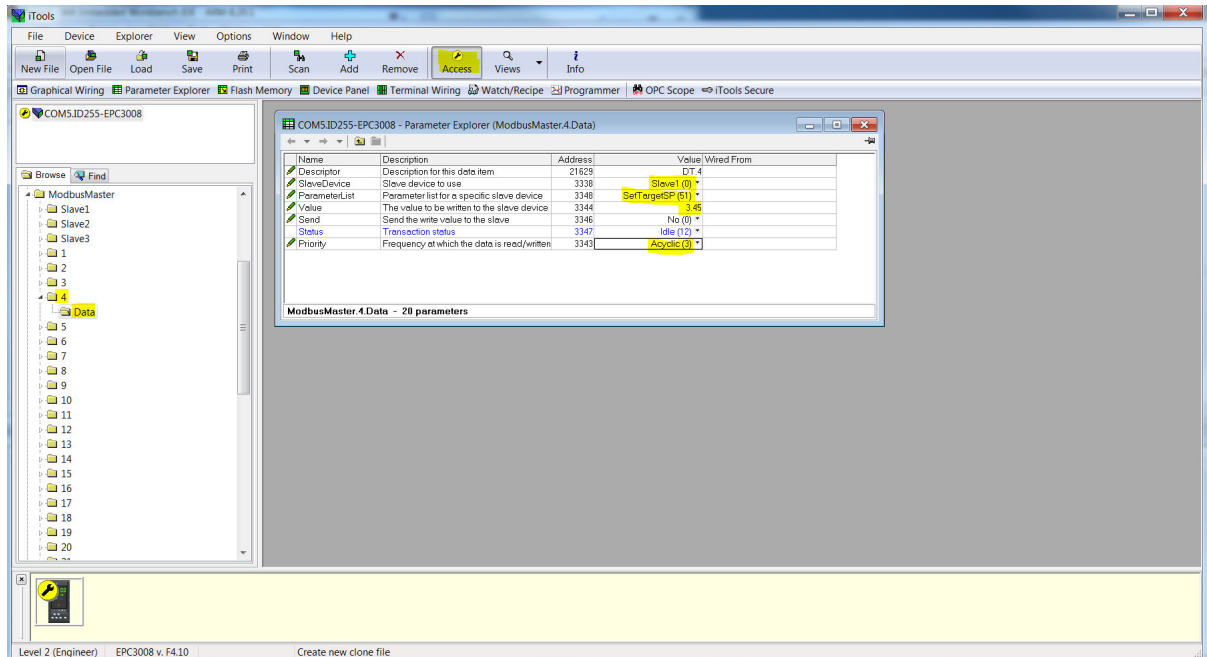 iTools
File Device Explorer View Options Window Help
New File Open File Load Save Print Scan Add Remove Access Views Info
Graphical Wiring Parameter Explorer Flash Memory Device Panel Terminal Wiring Watch/Recipe Programmer OPC Scope iTools Secure
COM5.ID255-EPC3008
COM5.ID255-EPC3008 - Parameter Explorer (ModbusMaster.4.Data)
Name Description Address Value Wired From
Descriptor Description for this data item 21629 DT.4
SlaveDevice Slave device to use 3338 Slave1 (0)
ParameterList Parameter list for a specific slave device 3348 SetTargetSP (51)
Value The value to be written to the slave device 3344 3.45
Send Send the write value to the slave 3346 No (0)
Status Transaction status 3347 Idle (12)
Priority Frequency at which the data is read/written 3343 Acyclic (3)
ModbusMaster.4.Data - 20 parameters
Browse Find
ModbusMaster
Slave1
Slave2
Slave3
1
2
3
4
Data
5
6
7
8
9
10
11
12
13
14
15
16
17
18
19
20
Level 2 (Engineer) EPC3008 v. F4.10 Create new clone file